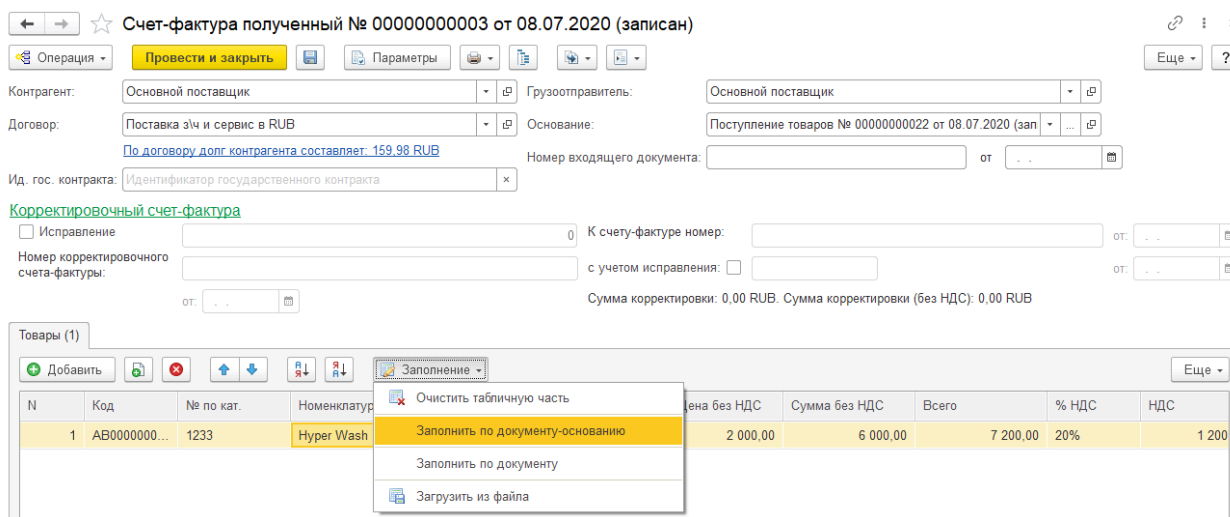 Счет-фактура полученный № 00000000003 от 08.07.2020 (записан)
Операция Провести и закрыть Параметры Еще ?
Контрагент: Основной поставщик Грузоотправитель: Основной поставщик
Договор: Поставка з\ч и сервис в RUB Основание: Поступление товаров № 00000000022 от 08.07.2020 (зап ...
По договору долг контрагента составляет: 159,98 RUB Номер входящего документа: от . .
Ид. гос. контракта: Идентификатор государственного контракта ×
Корректировочный счет-фактура
Исправление 0 К счету-фактуре номер: от: . .
Номер корректировочного
счета-фактуры: с учетом исправления: от: . .
от: . . Сумма корректировки: 0,00 RUB. Сумма корректировки (без НДС): 0,00 RUB
Товары (1)
Добавить Заполнение Еще
N Код № по кат. Номенклатур Цена без НДС Сумма без НДС Всего % НДС НДС
1 АВ0000000... 1233 Hyper Wash 2 000,00 6 000,00 7 200,00 20% 1 200
Очистить табличную часть
Заполнить по документу-основанию
Заполнить по документу
Загрузить из файла